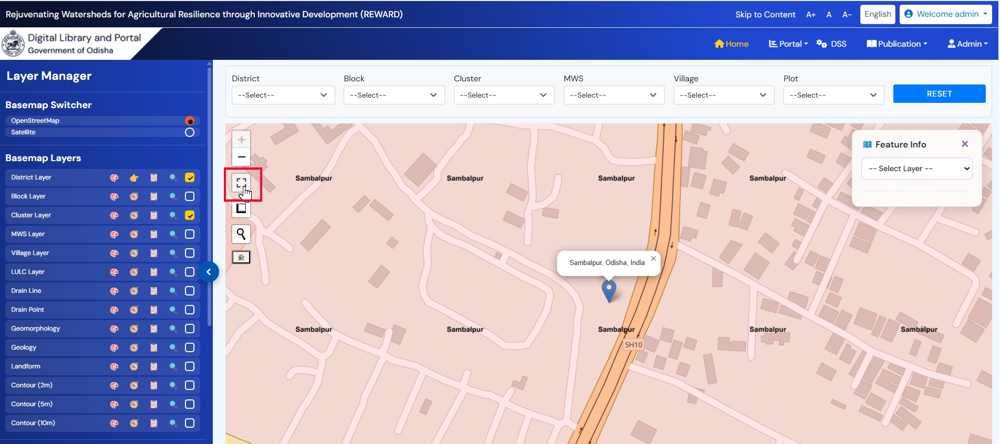 Rejuvenating Watersheds for Agricultural Resilience through Innovative Development (REWARD)
Skip to Content A+ A A- English Welcome admin
Digital Library and Portal
Government of Odisha
Home Portal DSS Publication Admin
Layer Manager
Basemap Switcher
OpenStreetMap
Satellite
Basemap Layers
District Layer
Block Layer
Cluster Layer
MWS Layer
Village Layer
LULC Layer
Drain Line
Drain Point
Geomorphology
Geology
Landform
Contour (2m)
Contour (5m)
Contour (10m)
District Block Cluster MWS Village Plot
--Select-- --Select-- --Select-- --Select-- --Select-- --Select-- RESET
+
−
Feature Info ✕
-- Select Layer --
Sambalpur Sambalpur Sambalpur Sambalpur
Sambalpur, Odisha, India ×
Sambalpur Sambalpur Sambalpur Sambalpur Sambalpur
SH10